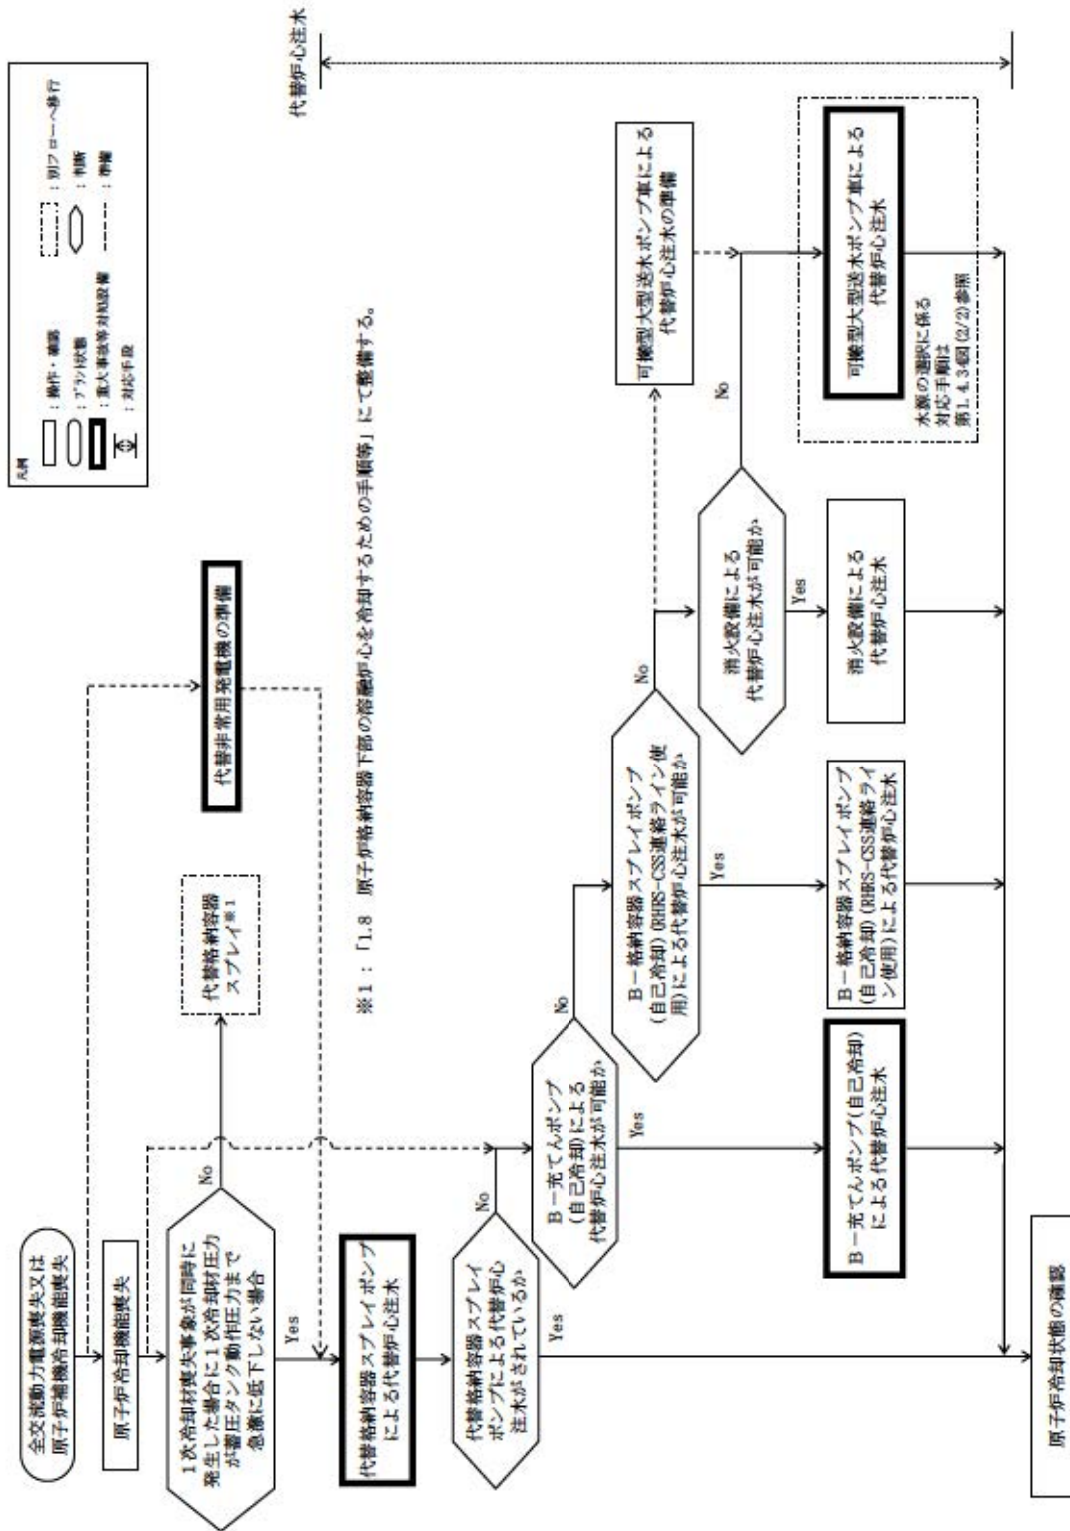 凡例
：操作・確認
：プラント状態
：重大事故等対処設備
：対応手段
：別フローへ移行
：判断
：準備
全交流動力電源喪失又は
原子炉補機冷却機能喪失
原子炉冷却機能喪失
1次冷却材喪失事象が同時に
発生した場合に1次冷却材圧力
が蓄圧タンク動作圧力まで
急激に低下しない場合
No
Yes
代替格納容器
スプレイ※1
代替非常用発電機の準備
※1：「1.8 原子炉格納容器下部の溶融炉心を冷却するための手順等」にて整備する。
代替炉心注水
代替格納容器スプレイポンプ
による代替炉心注水
代替格納容器スプレイ
ポンプによる代替炉心
注水がされているか
No
Yes
B－充てんポンプ
(自己冷却)による
代替炉心注水が可能か
No
Yes
B－格納容器スプレイポンプ
(自己冷却)(RHRS-CSS連絡ライン使
用)による代替炉心注水が可能か
No
Yes
消火設備による
代替炉心注水が可能か
No
Yes
可搬型大型送水ポンプ車による
代替炉心注水の準備
B－充てんポンプ(自己冷却)
による代替炉心注水
B－格納容器スプレイポンプ
(自己冷却)(RHRS-CSS連絡ライ
ン使用)による代替炉心注水
消火設備による
代替炉心注水
可搬型大型送水ポンプ車による
代替炉心注水
水源の選択に係る
対応手順は
第1.4.3図(2/2)参照
原子炉冷却状態の確認